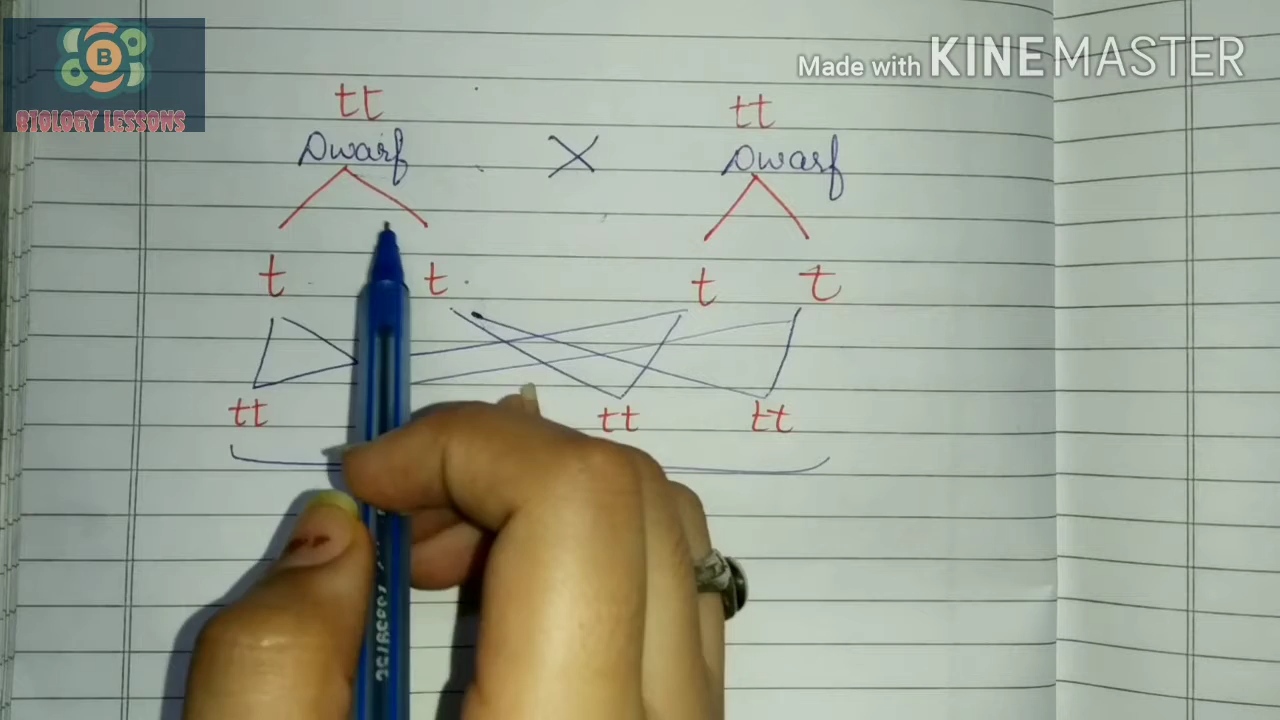 B
BIOLOGY LESSONS
Made with KINEMASTER
tt tt
Dwarf X Dwarf
t t t t
tt tt tt